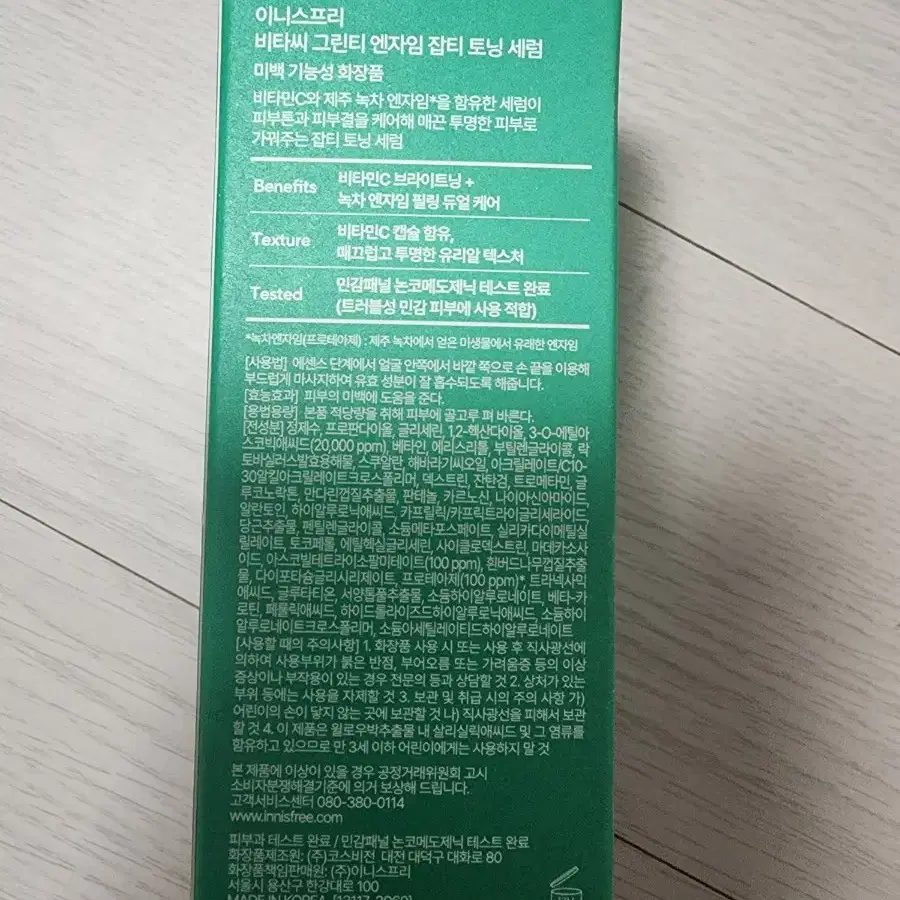 이니스프리
비타씨 그린티 엔자임 잡티 토닝 세럼
미백 기능성 화장품
비타민C와 제주 녹차 엔자임*을 함유한 세럼이
피부톤과 피부결을 케어해 매끈 투명한 피부로
가꿔주는 잡티 토닝 세럼
Benefits 비타민C 브라이트닝 +
녹차 엔자임 필링 듀얼 케어
Texture 비타민C 캡슐 함유,
매끄럽고 투명한 유리알 텍스처
Tested 민감패널 논코메도제닉 테스트 완료
(트러블성 민감 피부에 사용 적합)
*녹차엔자임(프로테아제) : 제주 녹차에서 얻은 미생물에서 유래한 엔자임
[사용법] 에센스 단계에서 얼굴 안쪽에서 바깥 쪽으로 손 끝을 이용해
부드럽게 마사지하여 유효 성분이 잘 흡수되도록 해줍니다.
[효능효과] 피부의 미백에 도움을 준다.
[용법용량] 본품 적당량을 취해 피부에 골고루 펴 바른다.
[전성분] 정제수, 프로판다이올, 글리세린, 1,2-헥산다이올, 3-O-에틸아
스코빅애씨드(20,000 ppm), 베타인, 에리스리톨, 부틸렌글라이콜, 락
토바실러스발효용해물, 스쿠알란, 해바라기씨오일, 아크릴레이트/C10-
30알킬아크릴레이트크로스폴리머, 덱스트린, 잔탄검, 트로메타민, 글
루코노락톤, 만다린껍질추출물, 판테놀, 카르노신, 나이아신아마이드
알란토인, 하이알루로닉애씨드, 카프릴릭/카프릭트라이글리세라이드
당근추출물, 펜틸렌글라이콜, 소듐메타포스페이트, 실리카다이메틸실
릴레이트, 토코페롤, 에틸헥실글리세린, 사이클로덱스트린, 마데카소사
이드, 아스코빌테트라이소팔미테이트(100 ppm), 흰버드나무껍질추출
물, 다이포타슘글리시리제이트, 프로테아제(100 ppm)*, 트라넥사믹
애씨드, 글루타티온, 서양톱풀추출물, 소듐하이알루로네이트, 베타-카
로틴, 페룰릭애씨드, 하이드롤라이즈드하이알루로닉애씨드, 소듐하이
알루로네이트크로스폴리머, 소듐아세틸레이티드하이알루로네이트
[사용할 때의 주의사항] 1. 화장품 사용 시 또는 사용 후 직사광선에
의하여 사용부위가 붉은 반점, 부어오름 또는 가려움증 등의 이상
증상이나 부작용이 있는 경우 전문의 등과 상담할 것 2. 상처가 있는
부위 등에는 사용을 자제할 것 3. 보관 및 취급 시의 주의 사항 가)
어린이의 손이 닿지 않는 곳에 보관할 것 나) 직사광선을 피해서 보관
할 것 4. 이 제품은 윌로우박추출물 내 살리실릭애씨드 및 그 염류를
함유하고 있으므로 만 3세 이하 어린이에게는 사용하지 말 것
본 제품에 이상이 있을 경우 공정거래위원회 고시
소비자분쟁해결기준에 의거 보상해 드립니다.
고객서비스센터 080-380-0114
www.innisfree.com
피부과 테스트 완료 / 민감패널 논코메도제닉 테스트 완료
화장품제조원: (주)코스비전 대전 대덕구 대화로 80
화장품책임판매원: (주)이니스프리
서울시 용산구 한강대로 100
MADE IN KOREA